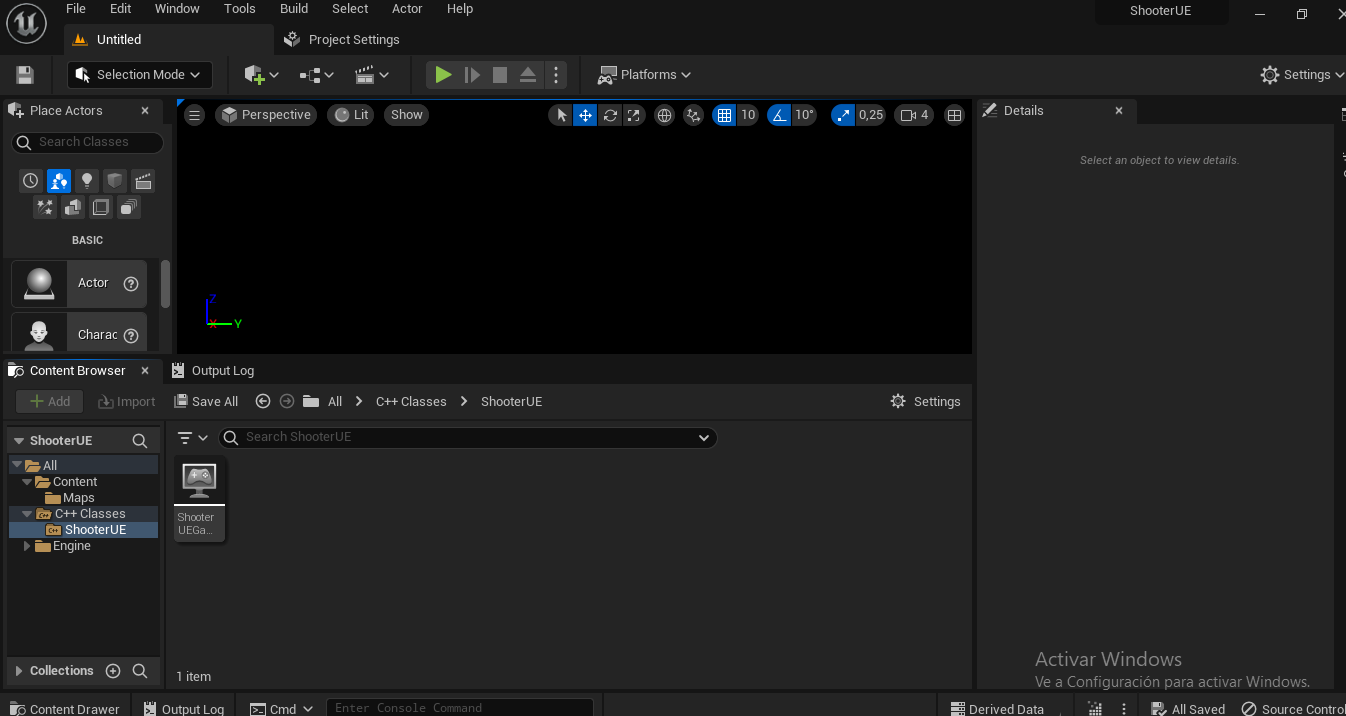 File Edit Window Tools Build Select Actor Help
ShooterUE
Untitled
Project Settings
Selection Mode
Platforms
Settings
Place Actors
Perspective
Lit
Show
10
10°
0,25
4
Details
Search Classes
Select an object to view details.
BASIC
Actor
Charac
Z
X
Y
Content Browser
Output Log
Add
Import
Save All
All
C++ Classes
ShooterUE
Settings
ShooterUE
Search ShooterUE
All
Content
Maps
C++ Classes
ShooterUE
Engine
Shooter
UEGa...
Collections
1 item
Activar Windows
Ve a Configuración para activar Windows.
Content Drawer
Output Log
Cmd
Enter Console Command
Derived Data
All Saved
Source Control